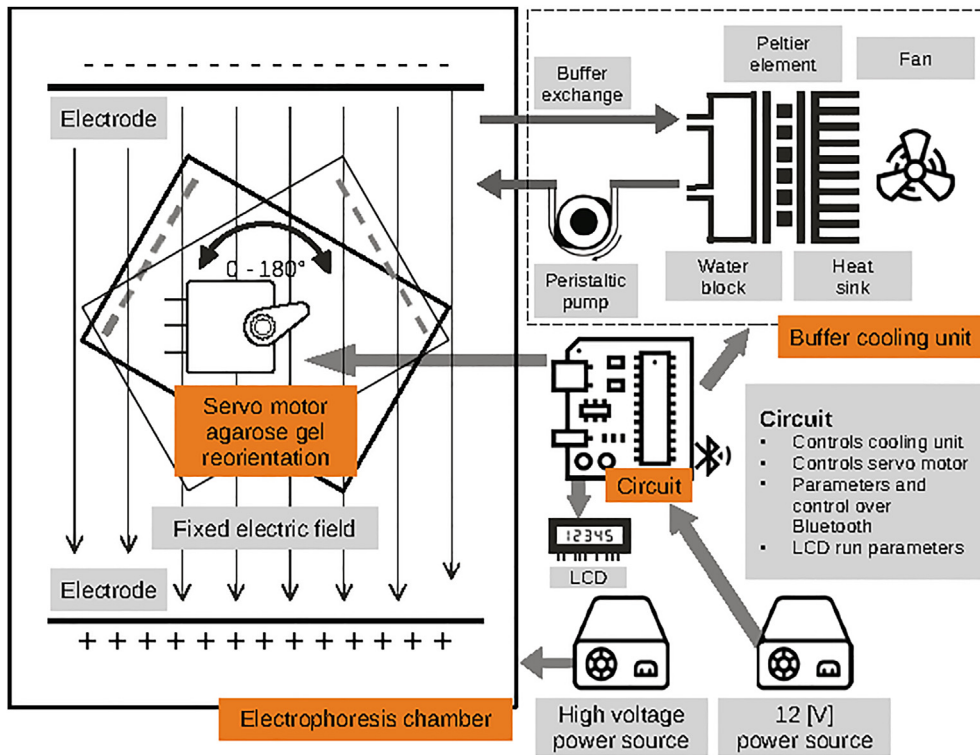 - - - - - - - - - - - - - -
Electrode
0 - 180°
Servo motor
agarose gel
reorientation
Fixed electric field
Electrode
+ + + + + + + + + + + + +
Electrophoresis chamber
Buffer
exchange
Peltier
element
Fan
Peristaltic
pump
Water
block
Heat
sink
Buffer cooling unit
Circuit
12345
LCD
Circuit
• Controls cooling unit
• Controls servo motor
• Parameters and
control over
Bluetooth
• LCD run parameters
High voltage
power source
12 [V]
power source